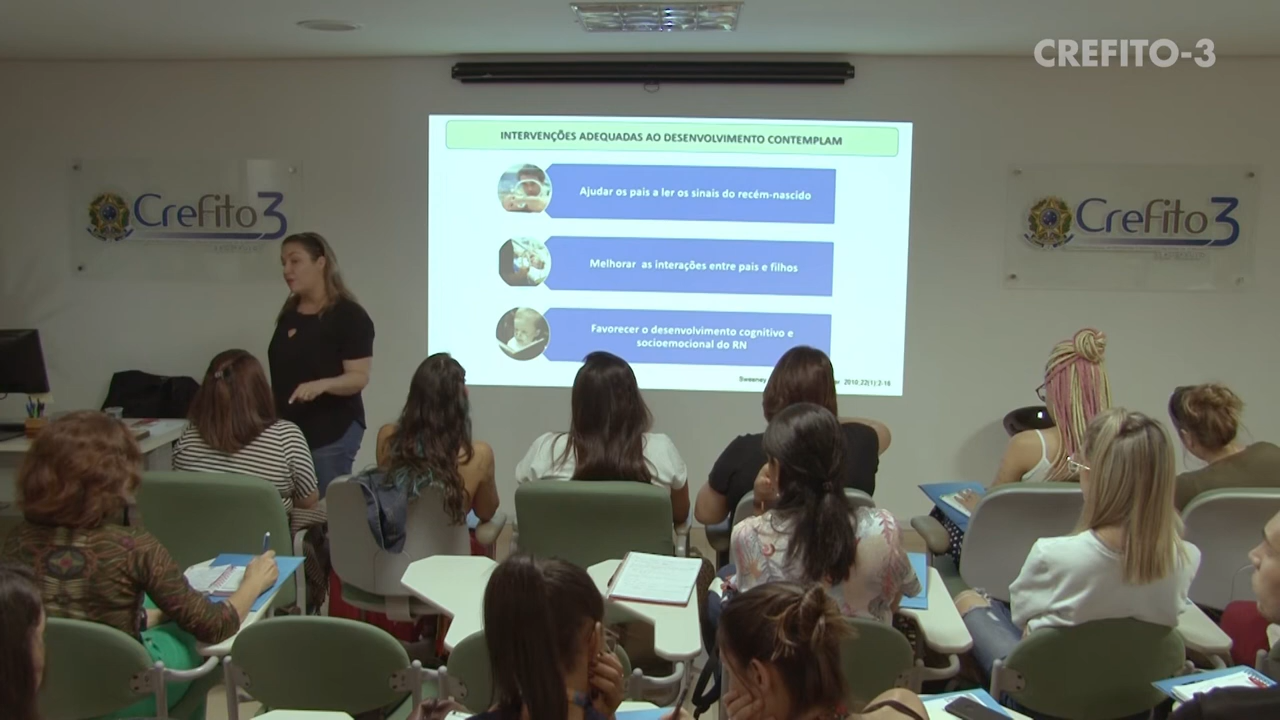 CREFITO-3
INTERVENÇÕES ADEQUADAS AO DESENVOLVIMENTO CONTEMPLAM
Ajudar os pais a ler os sinais do recém-nascido
CreFito3
CreFito3
Melhorar as interações entre pais e filhos
Favorecer o desenvolvimento cognitivo e
socioemocional do RN
Sweeney 2010,22(1):2-16